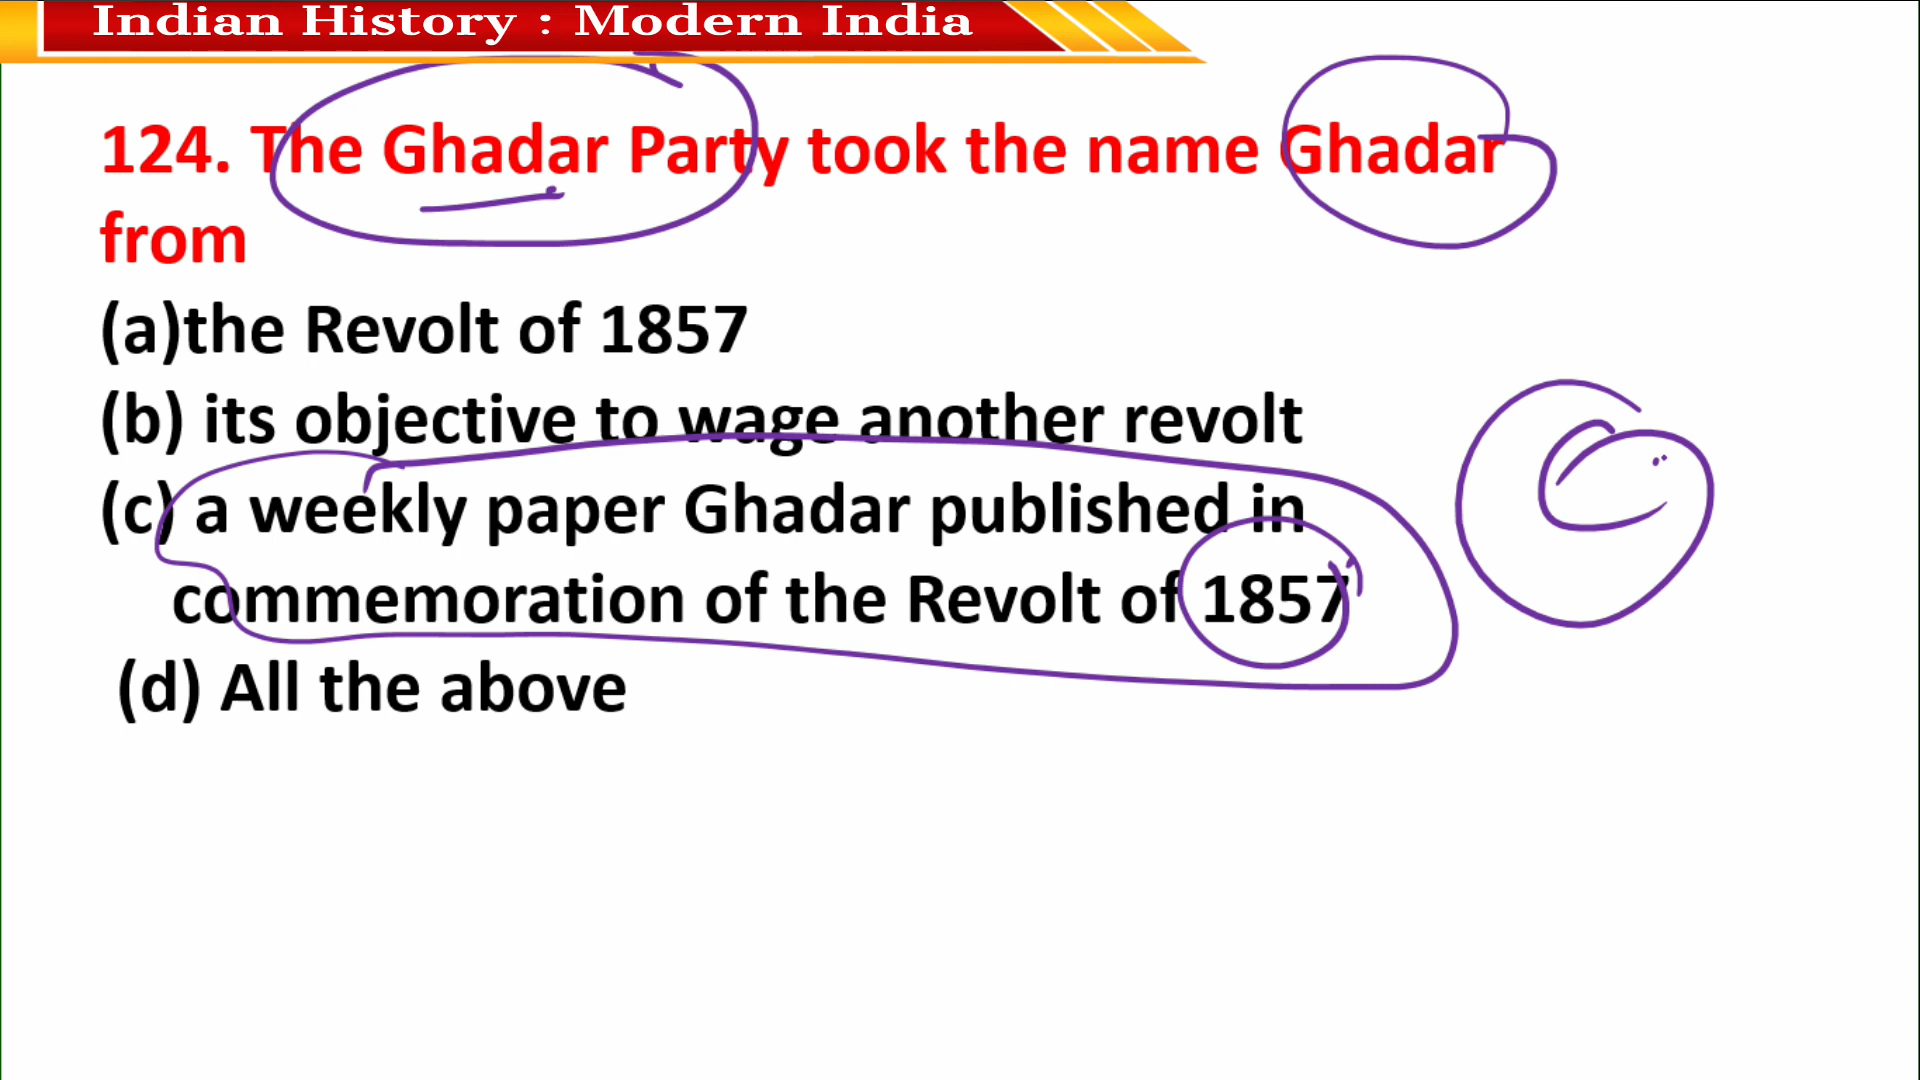 Indian History : Modern India
124. The Ghadar Party took the name Ghadar
from
(a)the Revolt of 1857
(b) its objective to wage another revolt
(c) a weekly paper Ghadar published in
commemoration of the Revolt of 1857
(d) All the above
C